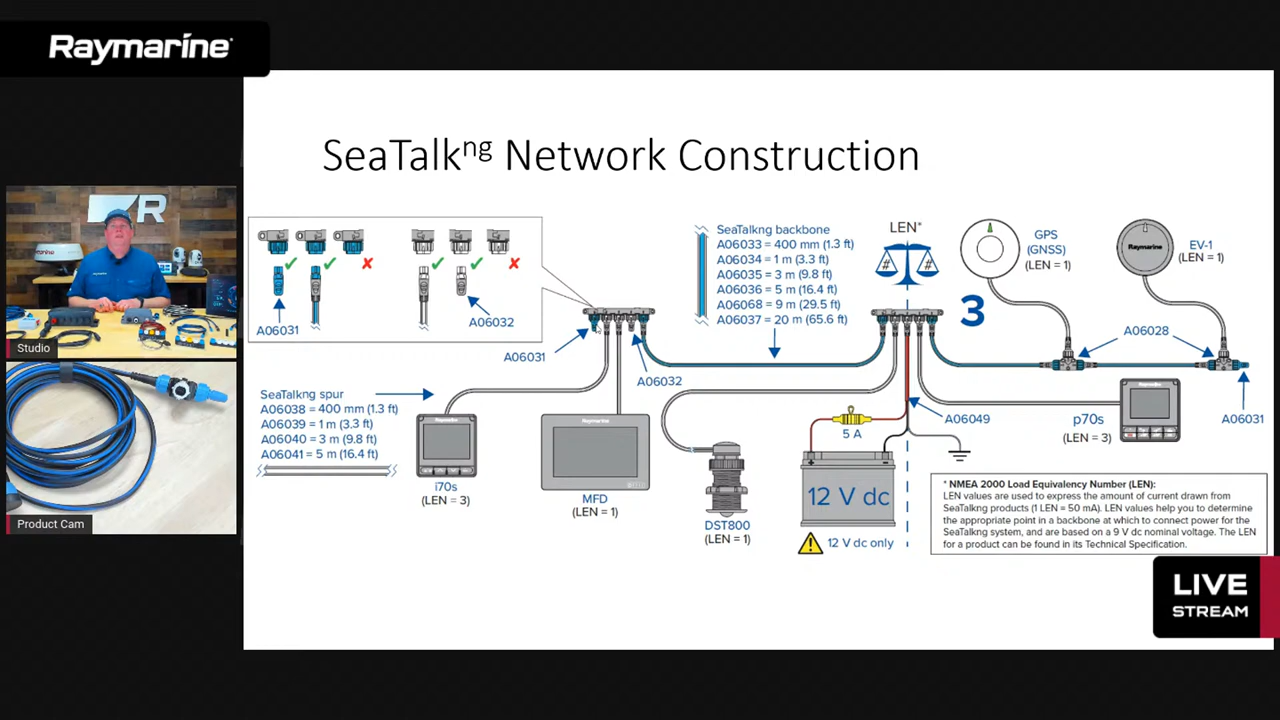 Raymarine
SeaTalkng Network Construction
A06031
A06032
A06031
A06032
SeaTalkng spur
A06038 = 400 mm (1.3 ft)
A06039 = 1 m (3.3 ft)
A06040 = 3 m (9.8 ft)
A06041 = 5 m (16.4 ft)
SeaTalkng backbone
A06033 = 400 mm (1.3 ft)
A06034 = 1 m (3.3 ft)
A06035 = 3 m (9.8 ft)
A06036 = 5 m (16.4 ft)
A06068 = 9 m (29.5 ft)
A06037 = 20 m (65.6 ft)
LEN*
# #
3
GPS
(GNSS)
(LEN = 1)
Raymarine
EV-1
(LEN = 1)
A06028
A06031
A06049
Raymarine
i70s
(LEN = 3)
Raymarine
MFD
(LEN = 1)
DST800
(LEN = 1)
5 A
12 V dc
12 V dc only
p70s
(LEN = 3)
* NMEA 2000 Load Equivalency Number (LEN):
LEN values are used to express the amount of current drawn from
SeaTalkng products (1 LEN = 50 mA). LEN values help you to determine
the appropriate point in a backbone at which to connect power for the
SeaTalkng system, and are based on a 9 V dc nominal voltage. The LEN
for a product can be found in its Technical Specification.
Studio
Product Cam
LIVE
STREAM